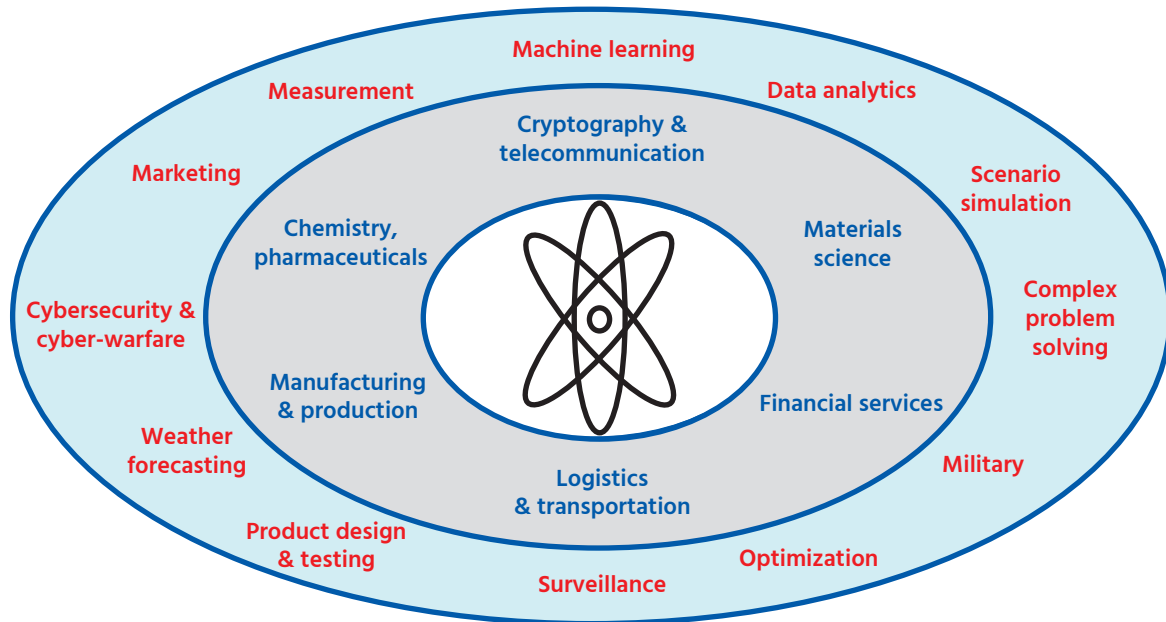 Machine learning
Measurement
Data analytics
Cryptography &
telecommunication
Marketing
Scenario
simulation
Chemistry,
pharmaceuticals
Materials
science
Cybersecurity &
cyber-warfare
Complex
problem
solving
Manufacturing
& production
Financial services
Weather
forecasting
Military
Logistics
& transportation
Product design
& testing
Optimization
Surveillance